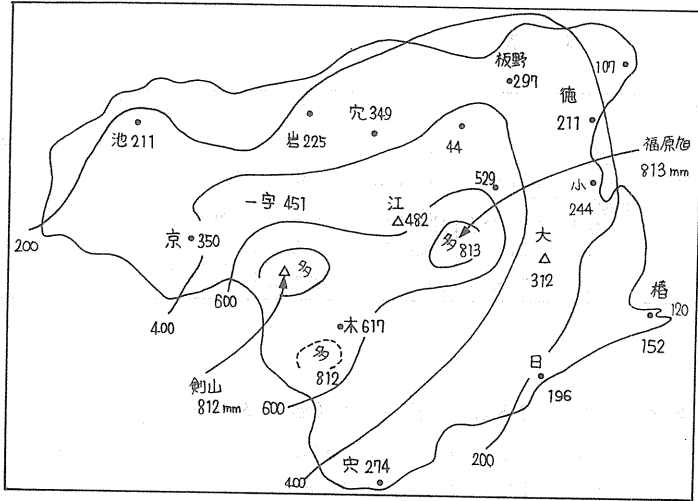 板野
297
107
徳
211
池 211
岩 225
穴 349
44
福原旭
813 mm
529
小
244
一字 451
江
482
京
350
多
813
大
312
200
多
600
400
木 617
多
812
椿
120
152
剣山
812 mm
600
日
196
200
400
宍 274